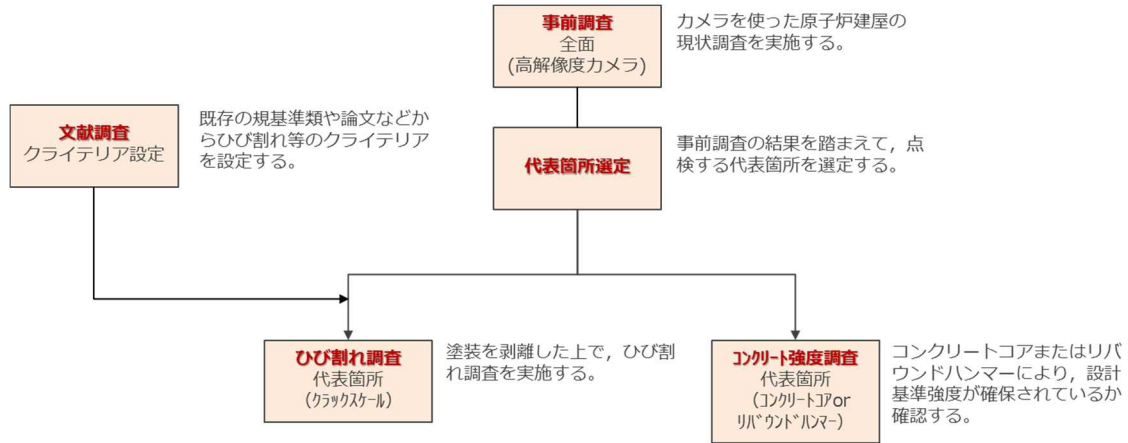 事前調査
全面
(高解像度カメラ)
カメラを使った原子炉建屋の
現状調査を実施する。
文献調査
クライテリア設定
既存の規基準類や論文などか
らひび割れ等のクライテリア
を設定する。
代表箇所選定
事前調査の結果を踏まえて，点
検する代表箇所を選定する。
ひび割れ調査
代表箇所
(ｸﾗｯｸｽｹｰﾙ)
塗装を剥離した上で，ひび割
れ調査を実施する。
ｺﾝｸﾘｰﾄ強度調査
代表箇所
(ｺﾝｸﾘｰﾄｺｱor
ﾘﾊﾞｳﾝﾄﾞﾊﾝﾏｰ)
コンクリートコアまたはリバ
ウンドハンマーにより，設計
基準強度が確保されているか
確認する。